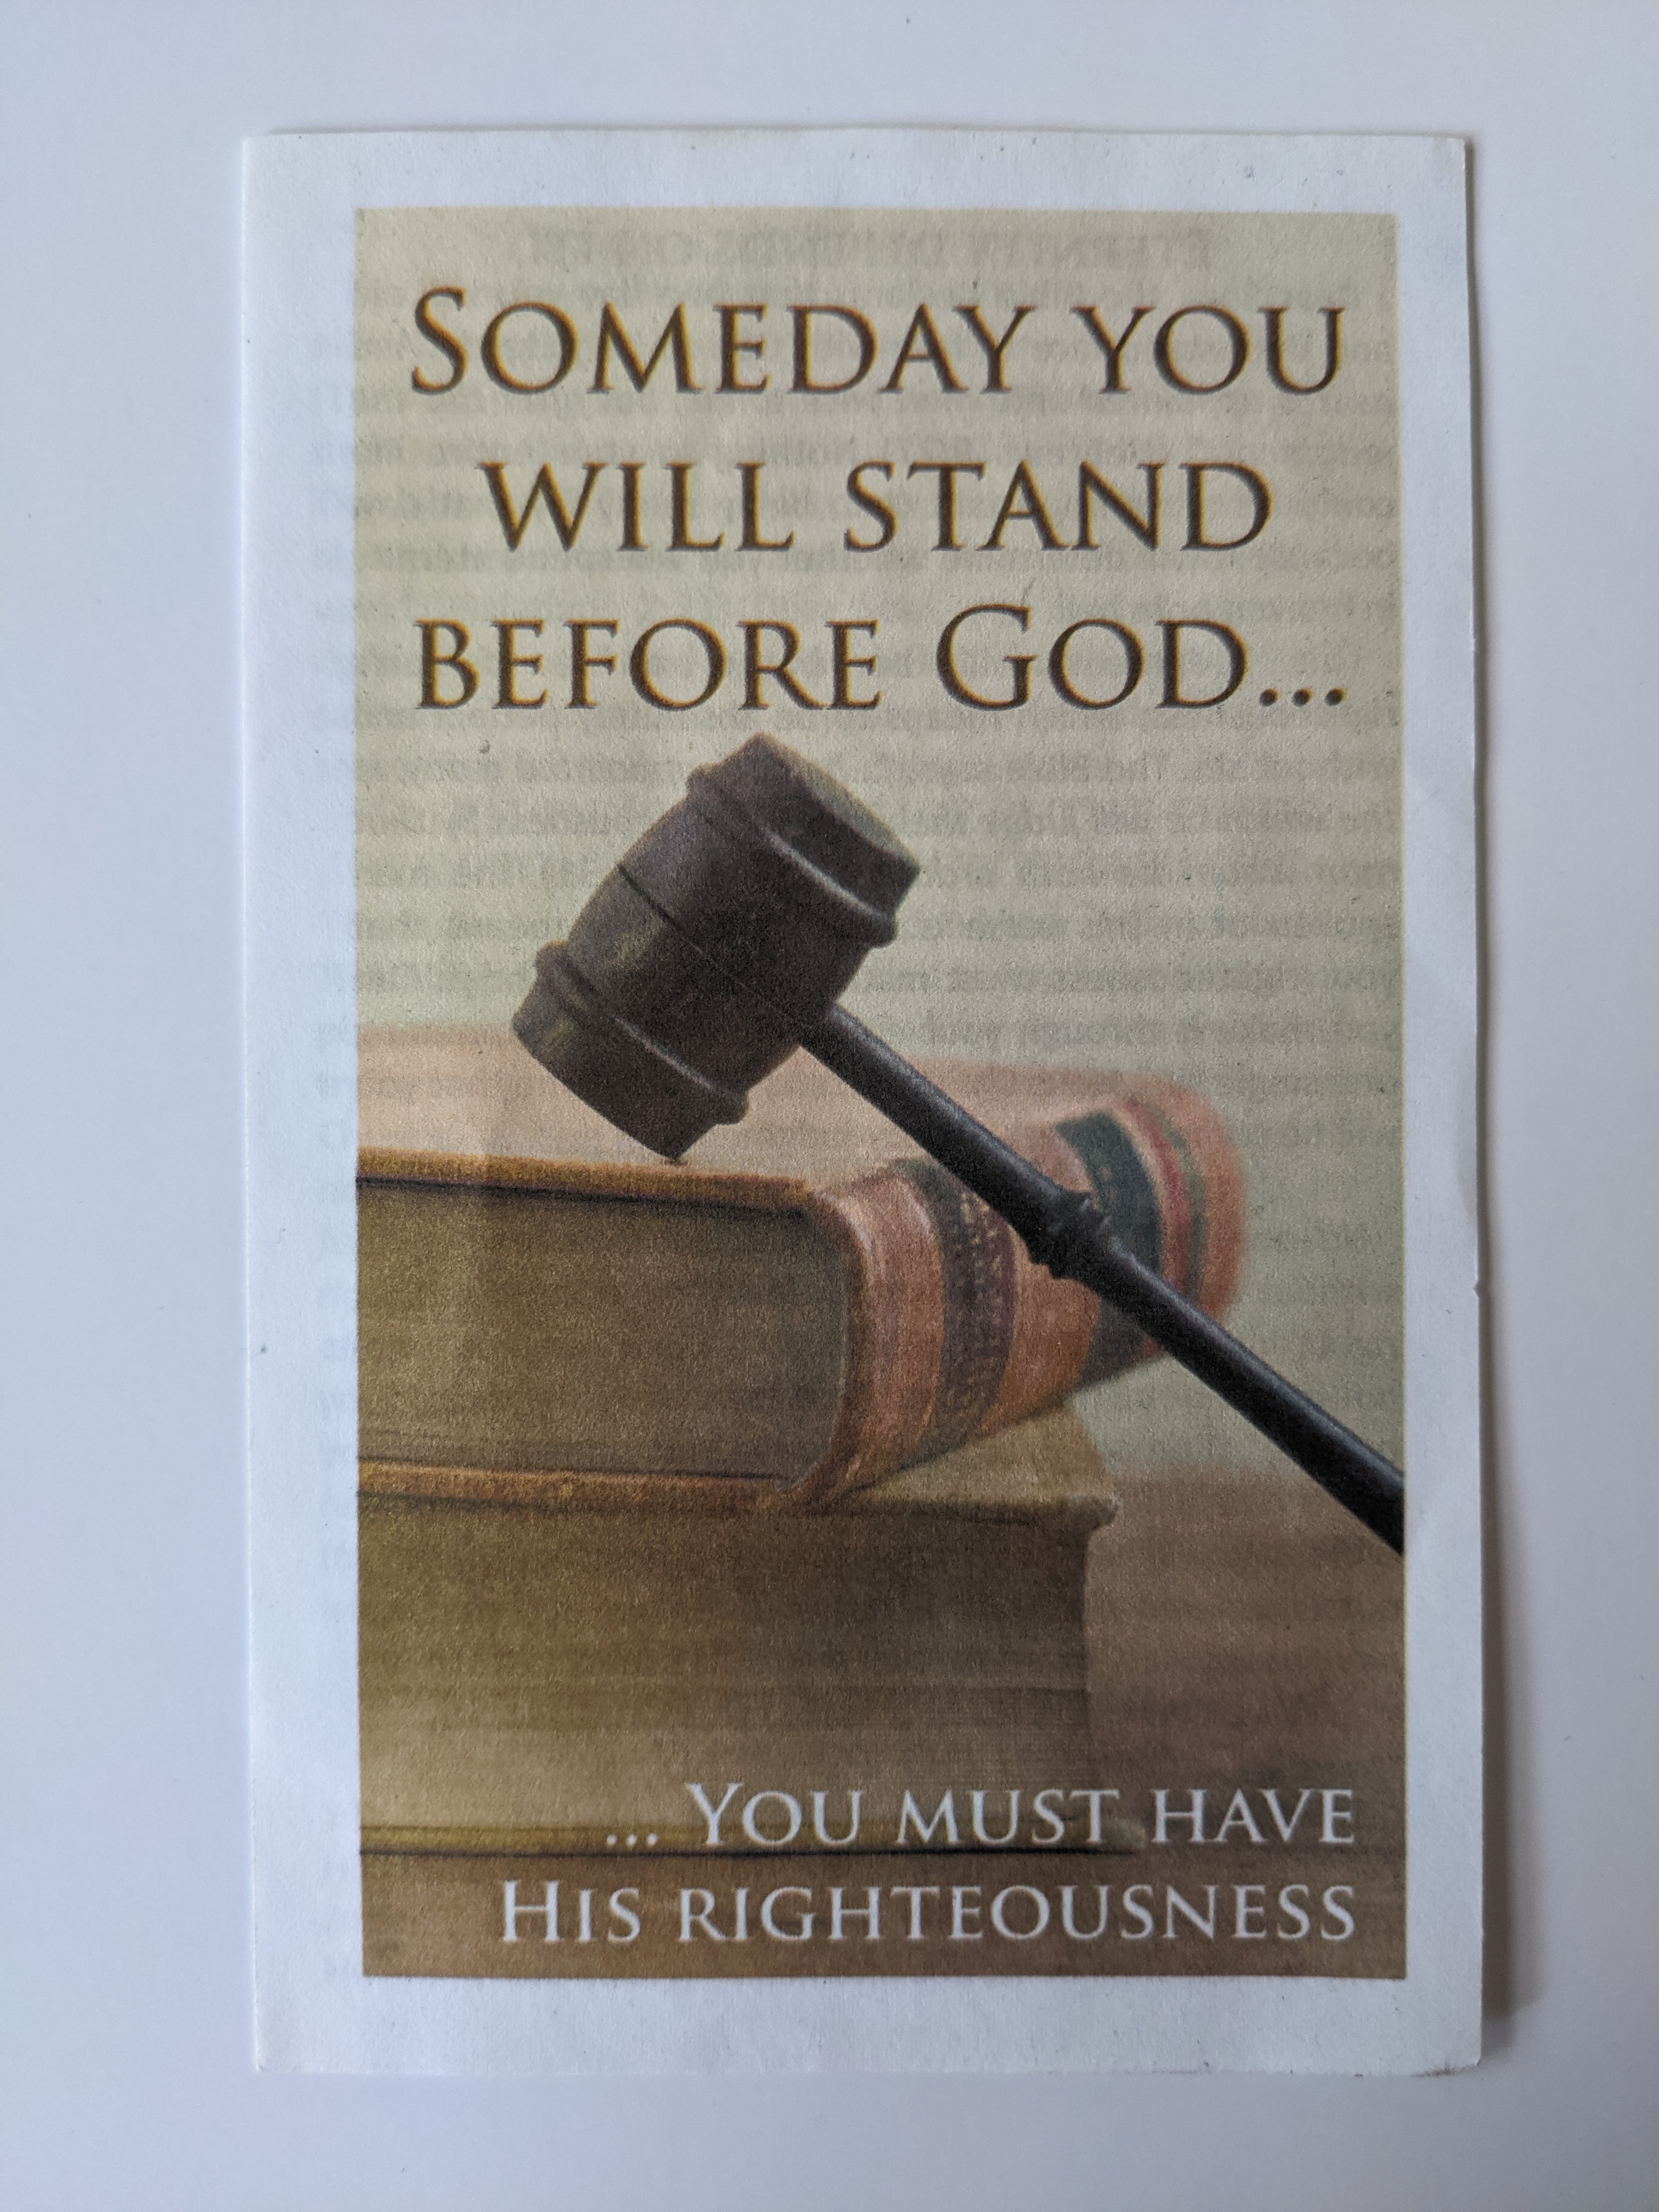 SOMEDAY YOU
WILL STAND
BEFORE GOD...
... YOU MUST HAVE
HIS RIGHTEOUSNESS